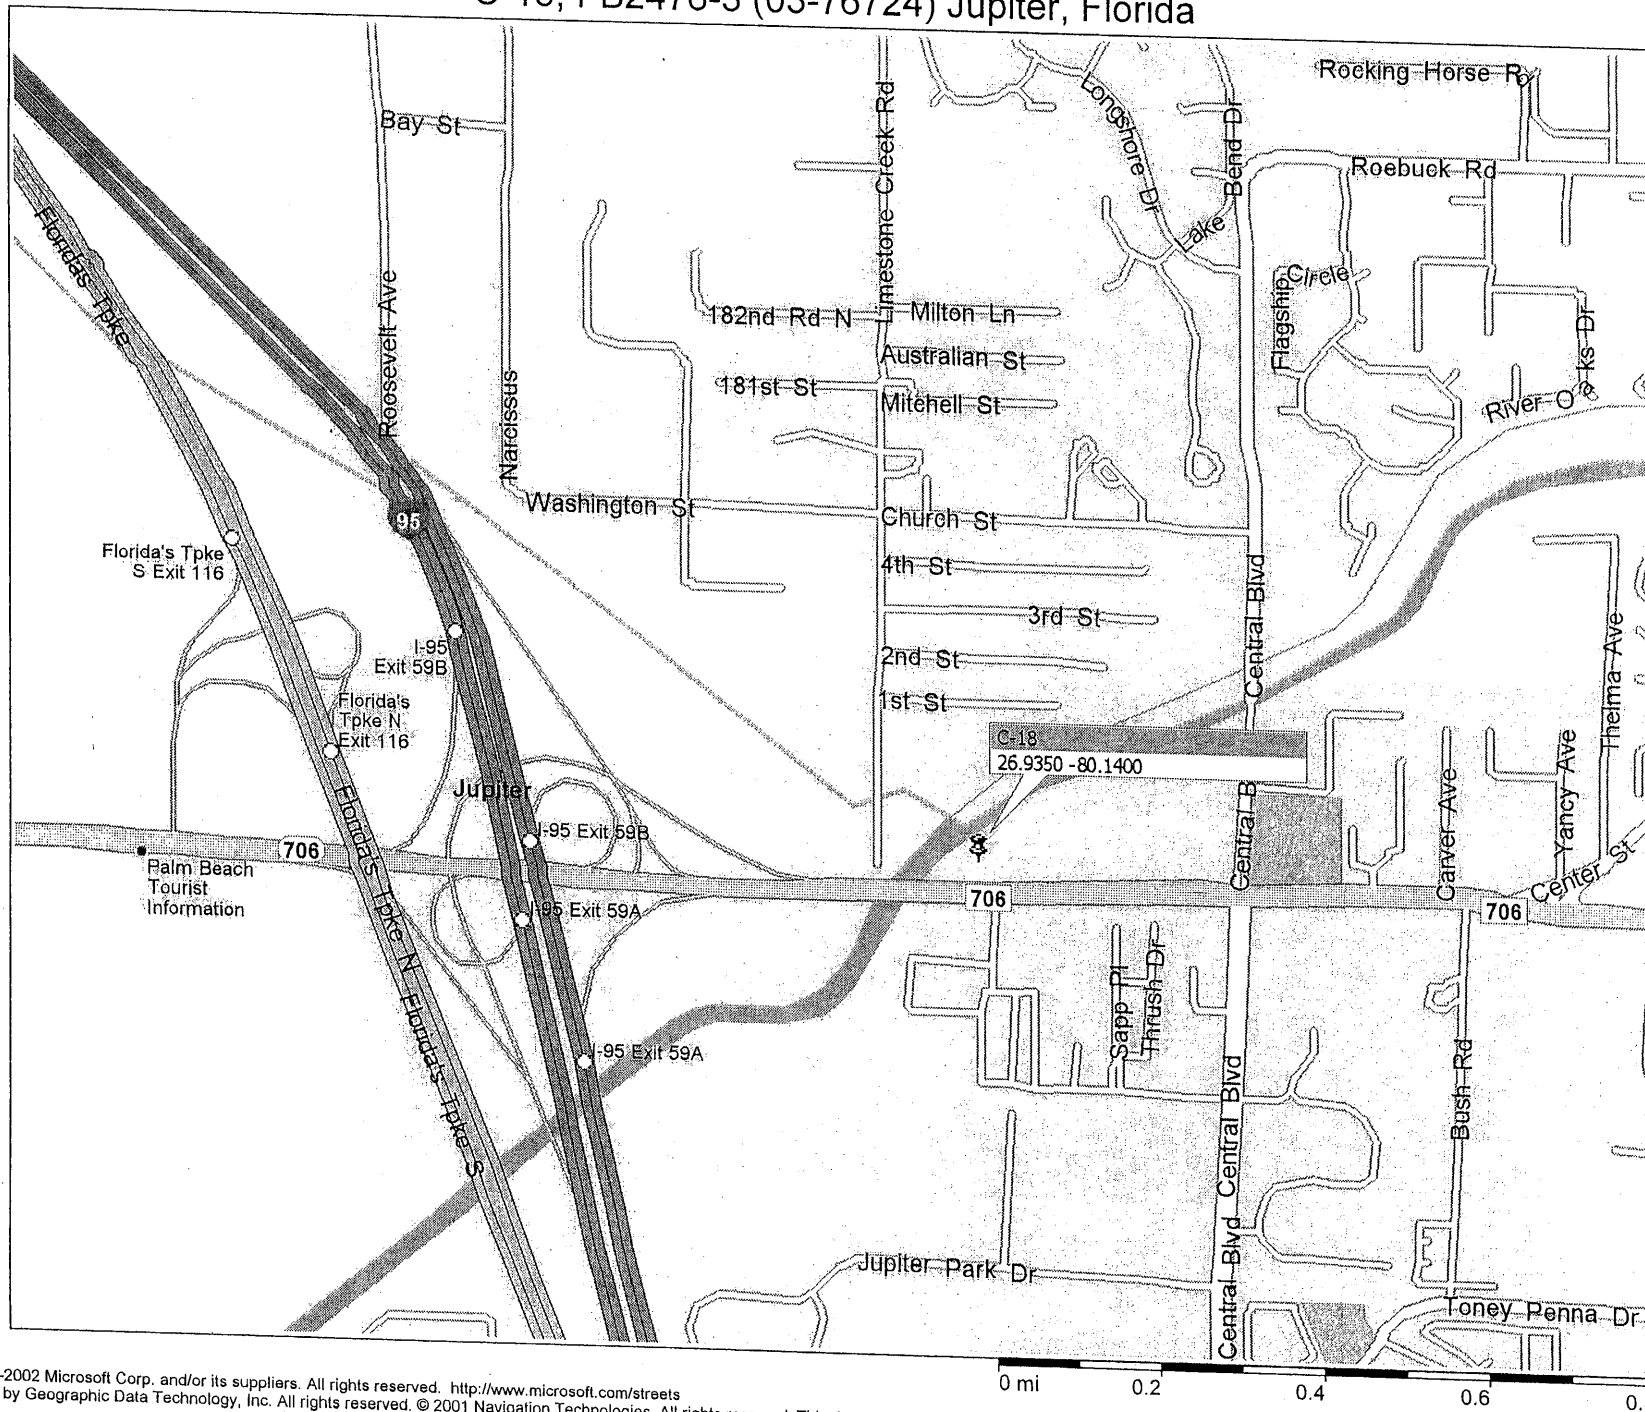 (03-76724) Jupiter, Florida
Rocking Horse Rd
Longshore Dr
Limestone Creek Rd
Bend Dr
Bay St
Roebuck Rd
Florida's Tpke
Lake
Circle
Flagship
Roosevelt Ave
182nd Rd N
Milton Ln
Australian St
181st St
Mitchell St
River Oaks Dr
Narcissus
Washington St
Church St
95
Florida's Tpke
S Exit 116
4th St
Central Blvd
3rd St
Thelma Ave
I-95
Exit 59B
2nd St
1st St
Florida's
Tpke N
Exit 116
C-18
26.9350 -80.1400
Jupiter
Yancy Ave
Carver Ave
Central B
I-95 Exit 59B
706
Palm Beach
Tourist
Information
Florida's Tpke N
Center St
706
706
I-95 Exit 59A
Sapp Pl
Thrush Dr
Florida's Tpke S
I-95 Exit 59A
Bush Rd
Central Blvd
Central Blvd
Central Blvd
Jupiter Park Dr
Toney Penna Dr
-2002 Microsoft Corp. and/or its suppliers. All rights reserved. http://www.microsoft.com/streets
by Geographic Data Technology, Inc. All rights reserved. © 2001 Navigation Technologies. All rights
0 mi 0.2 0.4 0.6 0.